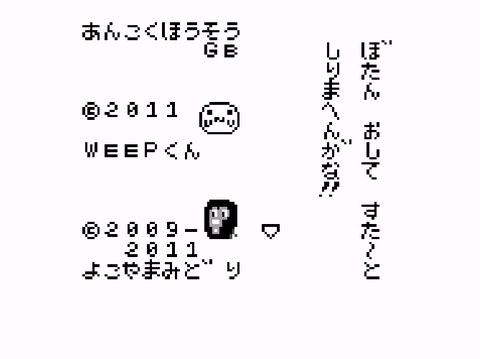 あんこくほうそう
GB
©2011
WEEPくん
©2009-
2011
よこやまみどり
ぼたん おして すた〜と
しりまへんがな!!